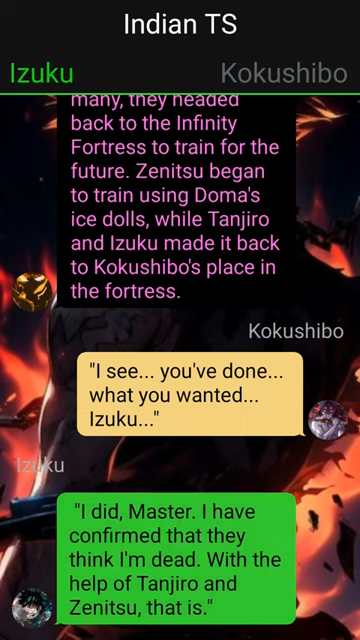 Indian TS
Izuku
Kokushibo
many, they headed
back to the Infinity
Fortress to train for the
future. Zenitsu began
to train using Doma's
ice dolls, while Tanjiro
and Izuku made it back
to Kokushibo's place in
the fortress.
Kokushibo
"I see... you've done...
what you wanted...
Izuku..."
Izuku
"I did, Master. I have
confirmed that they
think I'm dead. With the
help of Tanjiro and
Zenitsu, that is."